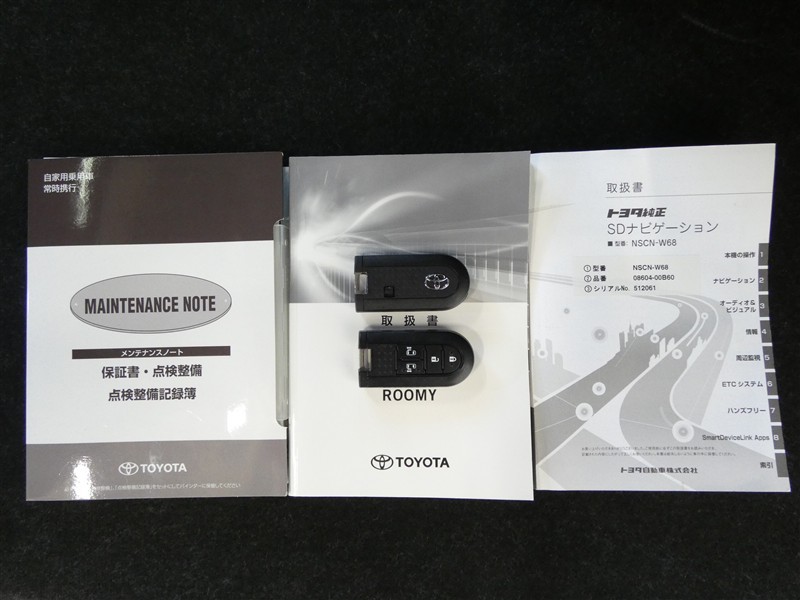 自家用乗用車
常時携行
MAINTENANCE NOTE
メンテナンスノート
保証書・点検整備
点検整備記録簿
TOYOTA
取扱書
ROOMY
TOYOTA
取扱書
トヨタ純正
SDナビゲーション
■ 型番: NSCN-W68
①型番 NSCN-W68
②品番 08604-00B60
③シリアルNo. 512061
本機の操作 1
ナビゲーション 2
オーディオ&
ビジュアル 3
情報 4
周辺監視 5
ETCシステム 6
ハンズフリー 7
SmartDeviceLink Apps 8
索引
トヨタ自動車株式会社